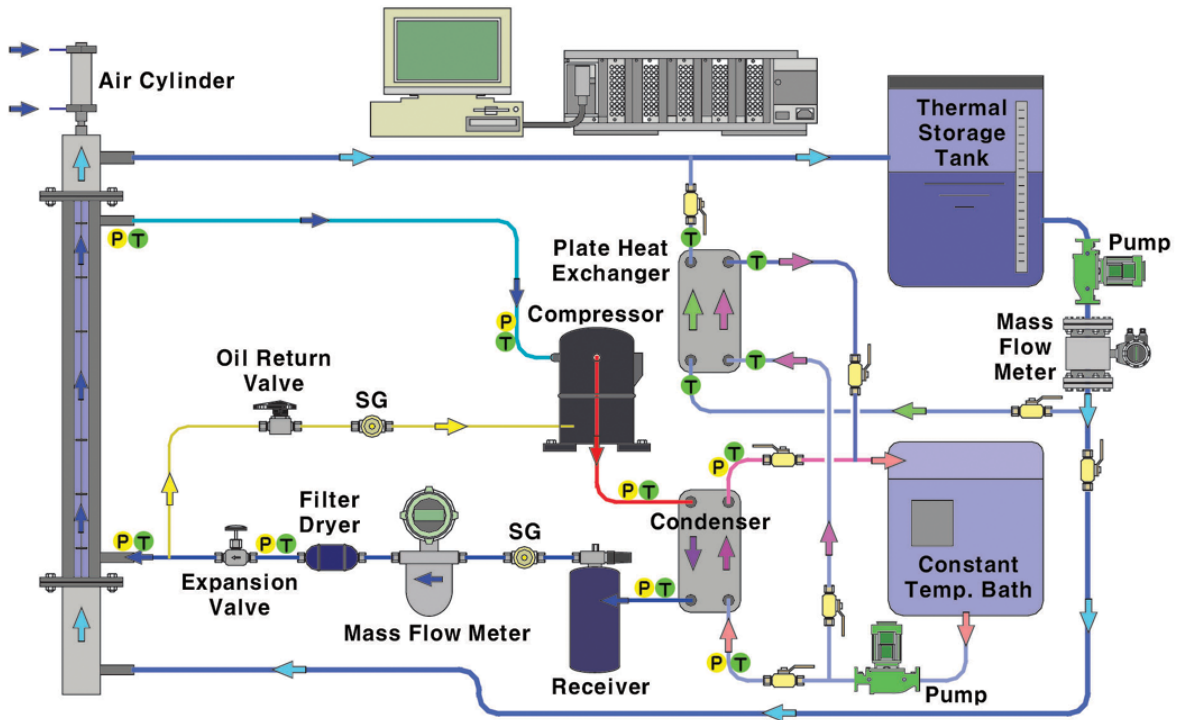 Air Cylinder
Thermal
Storage
Tank
P T
T
T
Plate Heat
Exchanger
Pump
P
T
Compressor
Mass
Flow
Meter
Oil Return
Valve
SG
T
T
P T
P T
Condenser
Filter
Dryer
SG
P T
P T
Expansion
Valve
Mass Flow Meter
P T
Constant
Temp. Bath
Receiver
P T
Pump